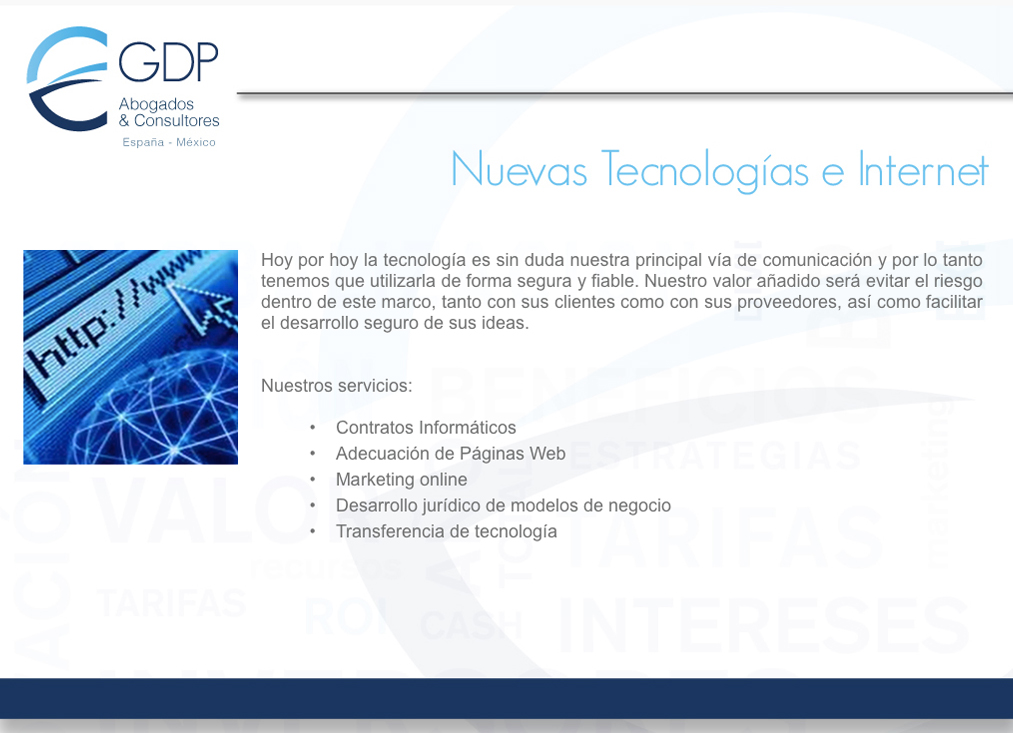 GDP
Abogados
& Consultores
España - México
Nuevas Tecnologías e Internet
http://www
Hoy por hoy la tecnología es sin duda nuestra principal vía de comunicación y por lo tanto
tenemos que utilizarla de forma segura y fiable. Nuestro valor añadido será evitar el riesgo
dentro de este marco, tanto con sus clientes como con sus proveedores, así como facilitar
el desarrollo seguro de sus ideas.
Nuestros servicios:
• Contratos Informáticos
• Adecuación de Páginas Web
• Marketing online
• Desarrollo jurídico de modelos de negocio
• Transferencia de tecnología
BENEFICIOS
ESTRATEGIAS
marketing
VALOR
TARIFAS
recursos
TARIFAS
ROI
CASH
INTERESES